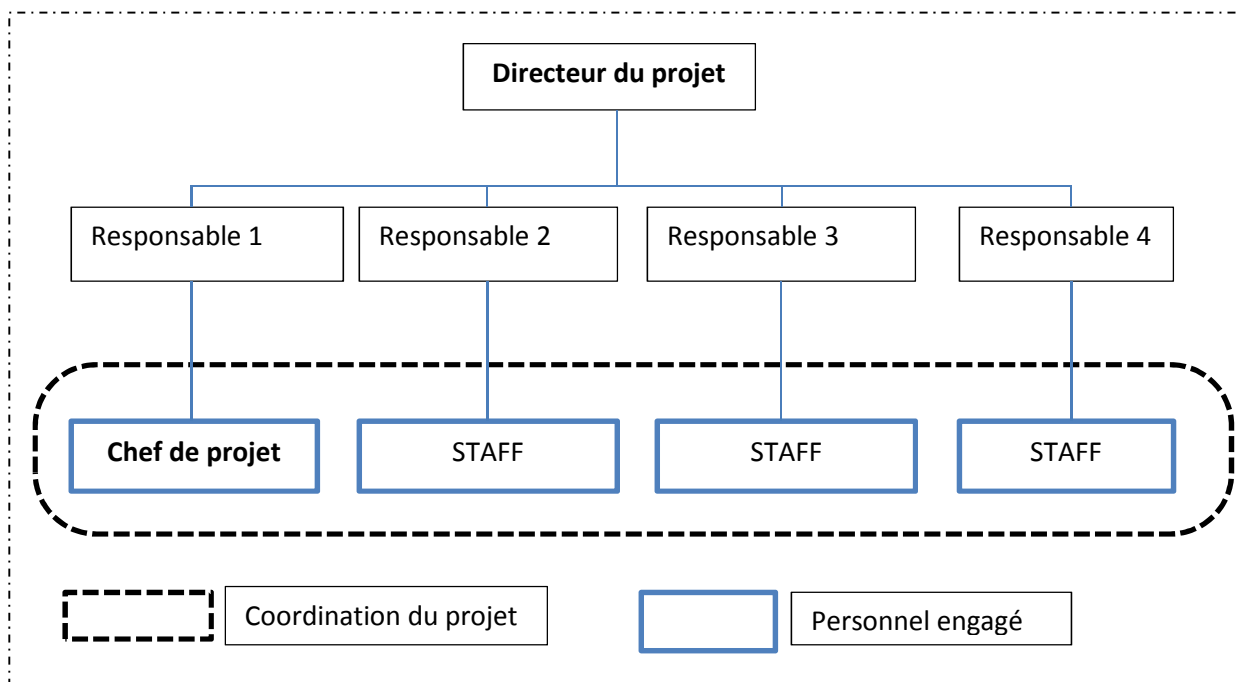 Directeur du projet
Responsable 1
Responsable 2
Responsable 3
Responsable 4
Chef de projet
STAFF
STAFF
STAFF
Coordination du projet
Personnel engagé